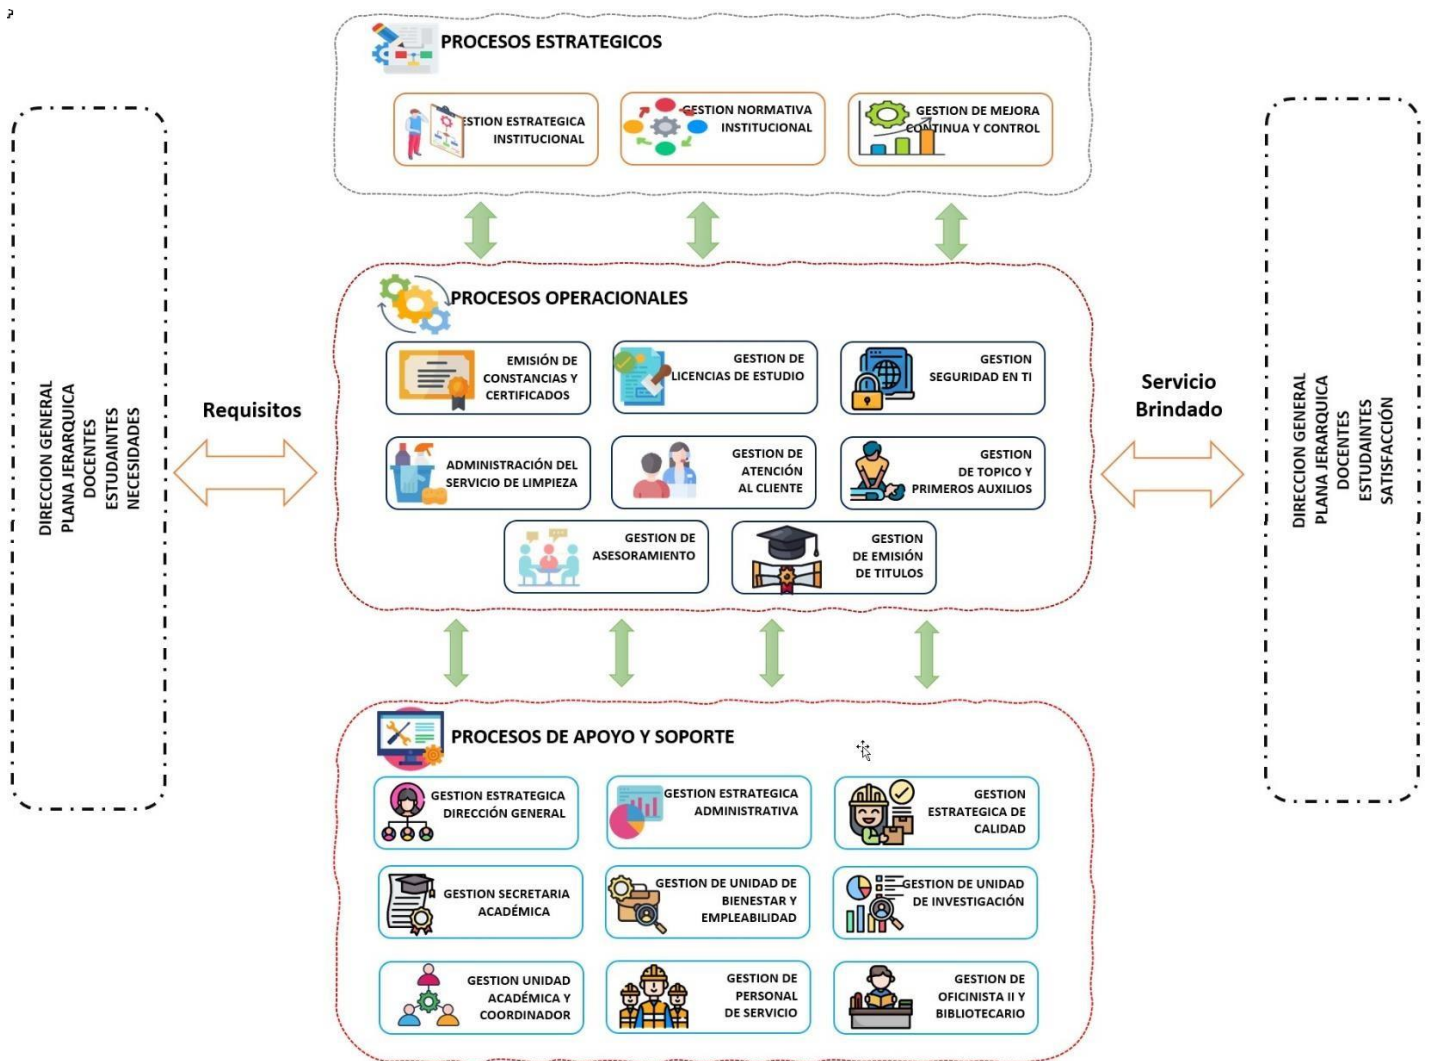 PROCESOS ESTRATEGICOS
ESTION ESTRATEGICA
INSTITUCIONAL
GESTION NORMATIVA
INSTITUCIONAL
GESTION DE MEJORA
CONTINUA Y CONTROL
DIRECCION GENERAL
PLANA JERARQUICA
DOCENTES
ESTUDAINTES
NECESIDADES
Requisitos
PROCESOS OPERACIONALES
EMISIÓN DE
CONSTANCIAS Y
CERTIFICADOS
GESTION DE
LICENCIAS DE ESTUDIO
GESTION
SEGURIDAD EN TI
ADMINISTRACIÓN DEL
SERVICIO DE LIMPIEZA
GESTION DE
ATENCIÓN
AL CLIENTE
GESTION
DE TOPICO Y
PRIMEROS AUXILIOS
GESTION DE
ASESORAMIENTO
GESTION
DE EMISIÓN
DE TITULOS
Servicio
Brindado
DIRECCION GENERAL
PLANA JERARQUICA
DOCENTES
ESTUDAINTES
SATISFACCIÓN
PROCESOS DE APOYO Y SOPORTE
GESTION ESTRATEGICA
DIRECCIÓN GENERAL
GESTION ESTRATEGICA
ADMINISTRATIVA
GESTION
ESTRATEGICA DE
CALIDAD
GESTION SECRETARIA
ACADÉMICA
GESTION DE UNIDAD DE
BIENESTAR Y
EMPLEABILIDAD
GESTION DE UNIDAD
DE INVESTIGACIÓN
GESTION UNIDAD
ACADÉMICA Y
COORDINADOR
GESTION DE
PERSONAL
DE SERVICIO
GESTION DE
OFICINISTA II Y
BIBLIOTECARIO